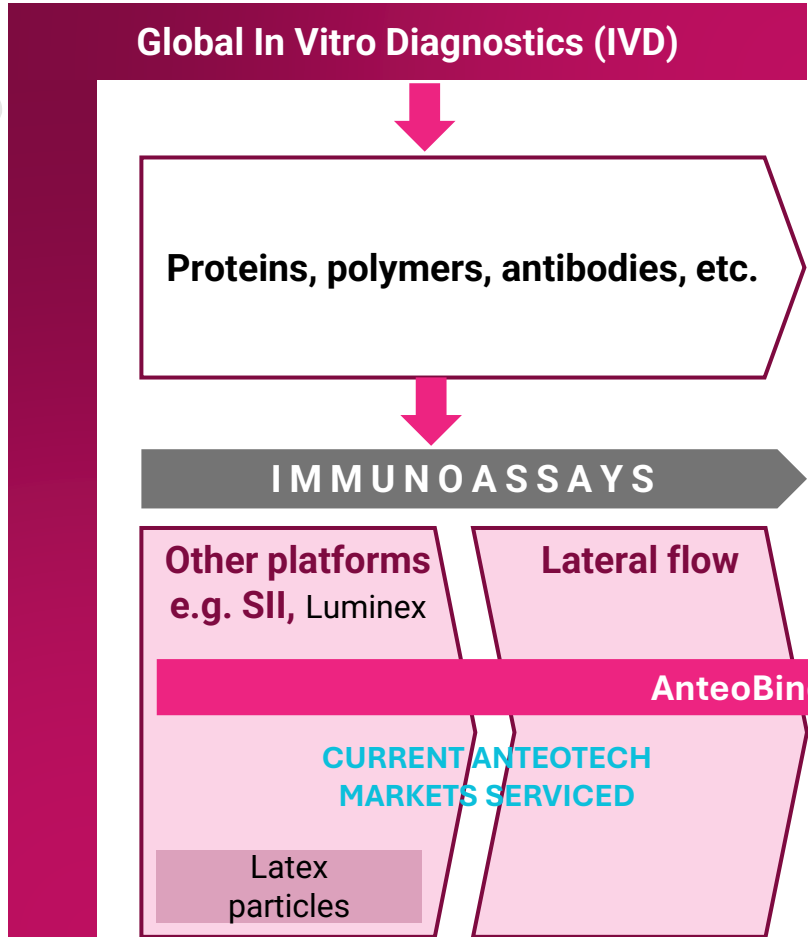 Global In Vitro Diagnostics (IVD)
Proteins, polymers, antibodies, etc.
IMMUNOASSAYS
Other platforms
e.g. SII, Luminex
Lateral flow
AnteoBin
CURRENT ANTEOTECH
MARKETS SERVICED
Latex
particles